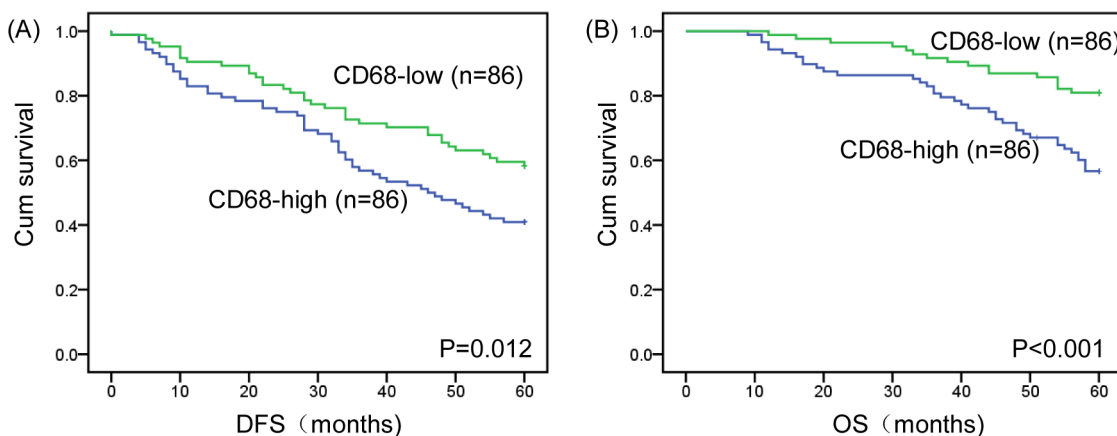 (A)
1.0
0.8
0.6
0.4
0.2
0.0
Cum survival
CD68-low (n=86)
CD68-high (n=86)
P=0.012
0 10 20 30 40 50 60
DFS（months)
(B)
1.0
0.8
0.6
0.4
0.2
0.0
Cum survival
CD68-low (n=86)
CD68-high (n=86)
P<0.001
0 10 20 30 40 50 60
OS（months)